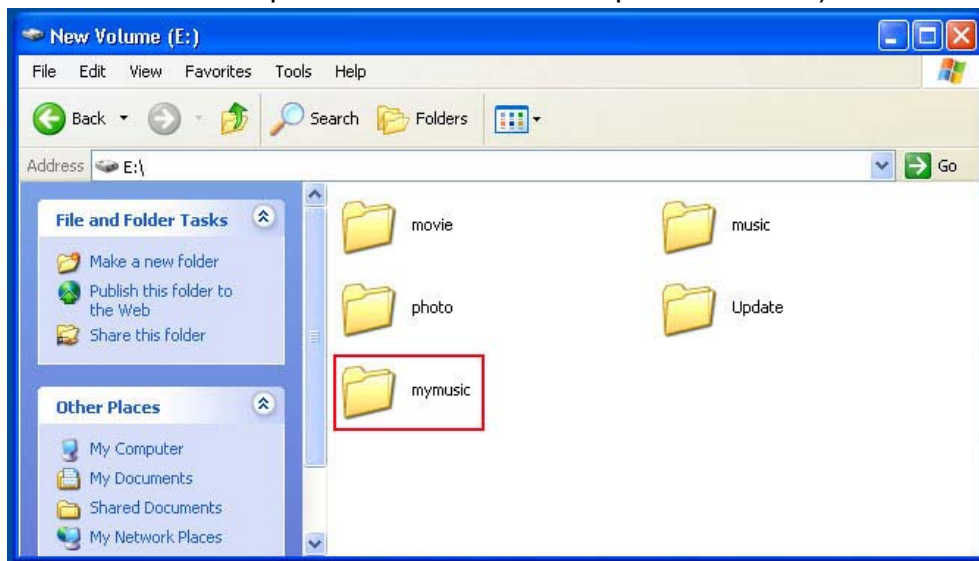 New Volume (E:)
File Edit View Favorites Tools Help
Back Search Folders
Address E:\ Go
File and Folder Tasks
Make a new folder
Publish this folder to
the Web
Share this folder
Other Places
My Computer
My Documents
Shared Documents
My Network Places
movie music
photo Update
mymusic